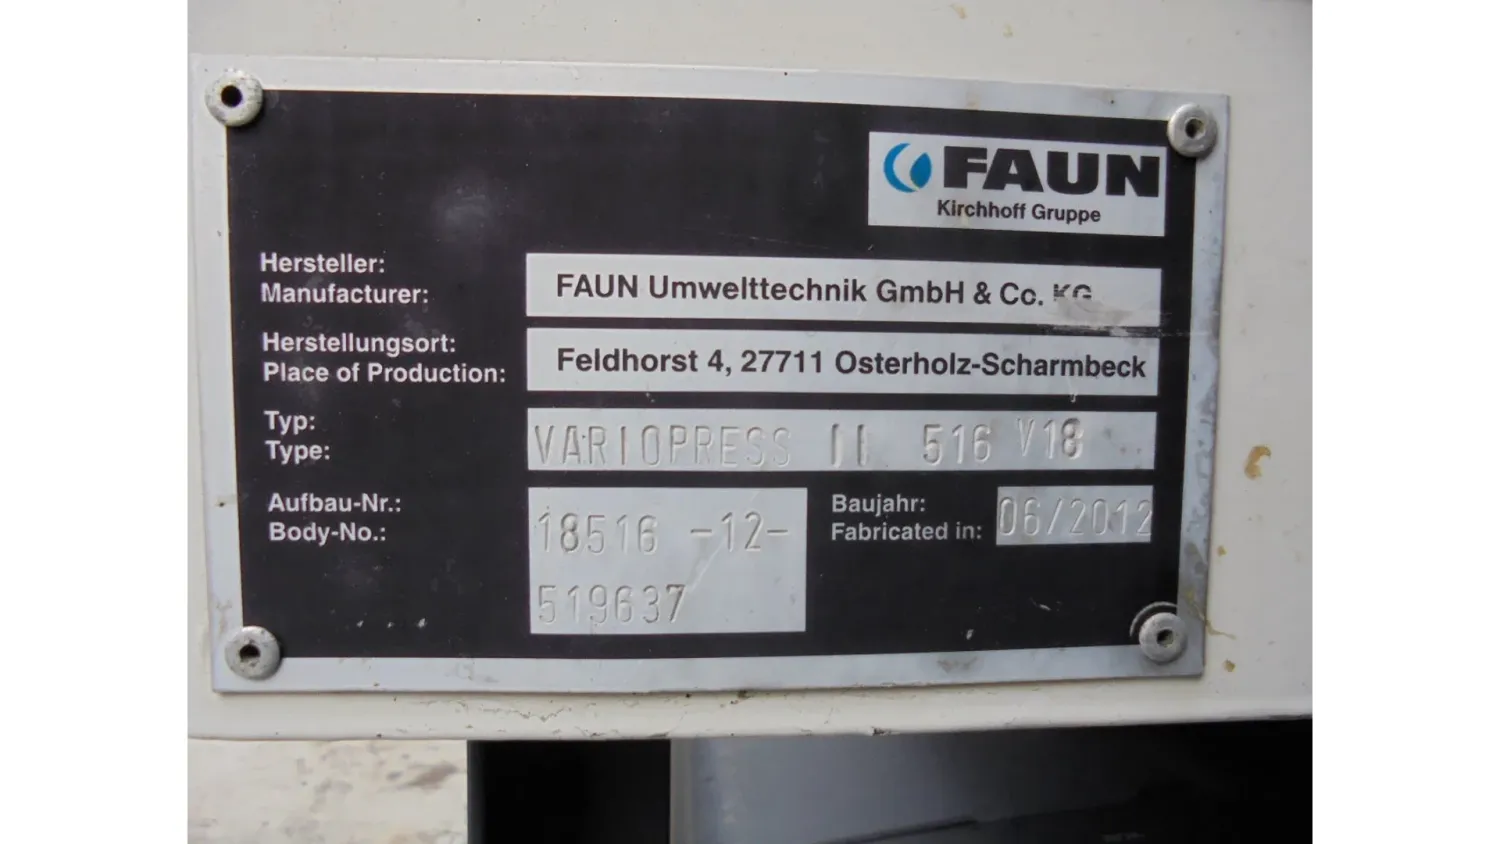 FAUN
Kirchhoff Gruppe
Hersteller:
Manufacturer:
FAUN Umwelttechnik GmbH & Co. KG
Herstellungsort:
Place of Production:
Feldhorst 4, 27711 Osterholz-Scharmbeck
Typ:
Type:
VARIOPRESS II 516 V18
Aufbau-Nr.:
Body-No.:
18516 -12-
519637
Baujahr:
Fabricated in:
06/2012